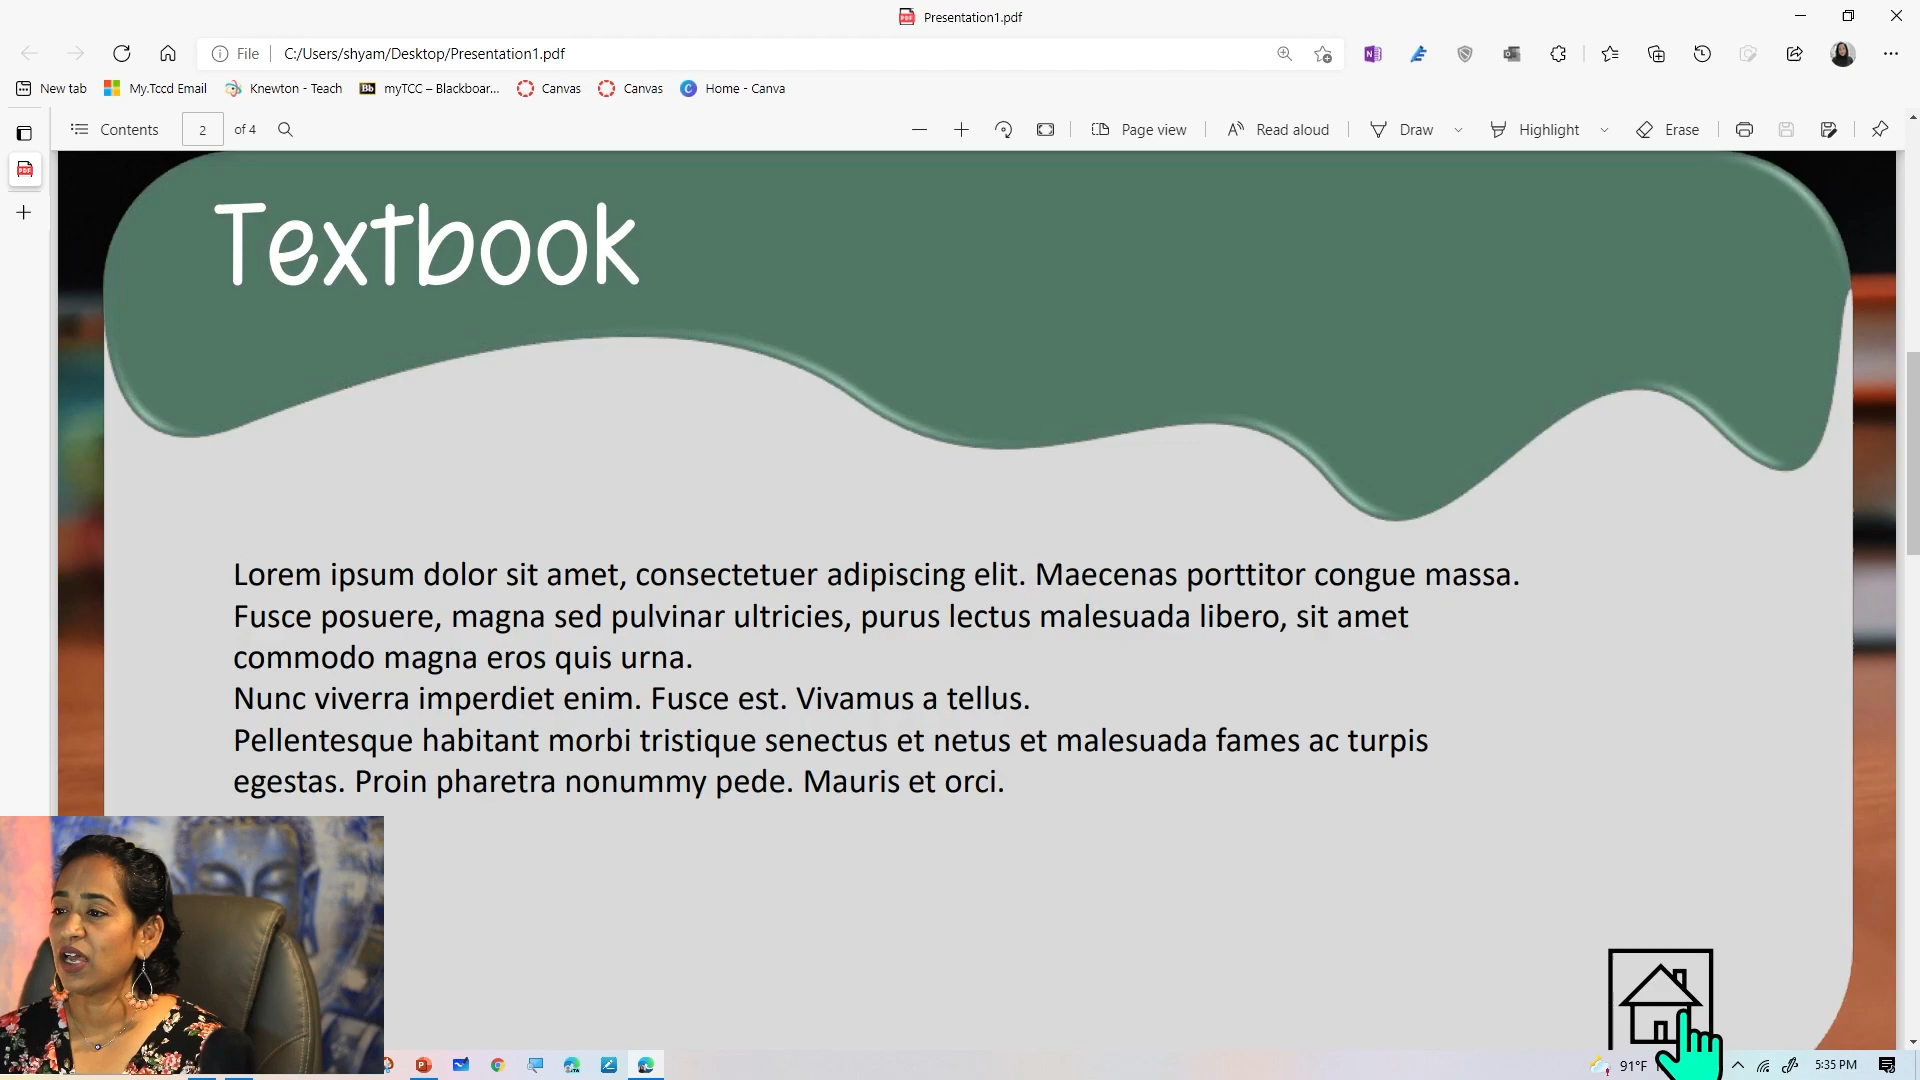 Presentation1.pdf
File
C:/Users/shyam/Desktop/Presentation1.pdf
New tab
My.Tccd Email
Knewton - Teach
Bb
myTCC – Blackboar...
Canvas
Canvas
C
Home - Canva
Contents
2
of 4
Page view
Read aloud
Draw
Highlight
Erase
Textbook
Lorem ipsum dolor sit amet, consectetuer adipiscing elit. Maecenas porttitor congue massa.
Fusce posuere, magna sed pulvinar ultricies, purus lectus malesuada libero, sit amet
commodo magna eros quis urna.
Nunc viverra imperdiet enim. Fusce est. Vivamus a tellus.
Pellentesque habitant morbi tristique senectus et netus et malesuada fames ac turpis
egestas. Proin pharetra nonummy pede. Mauris et orci.
91°F
5:35 PM